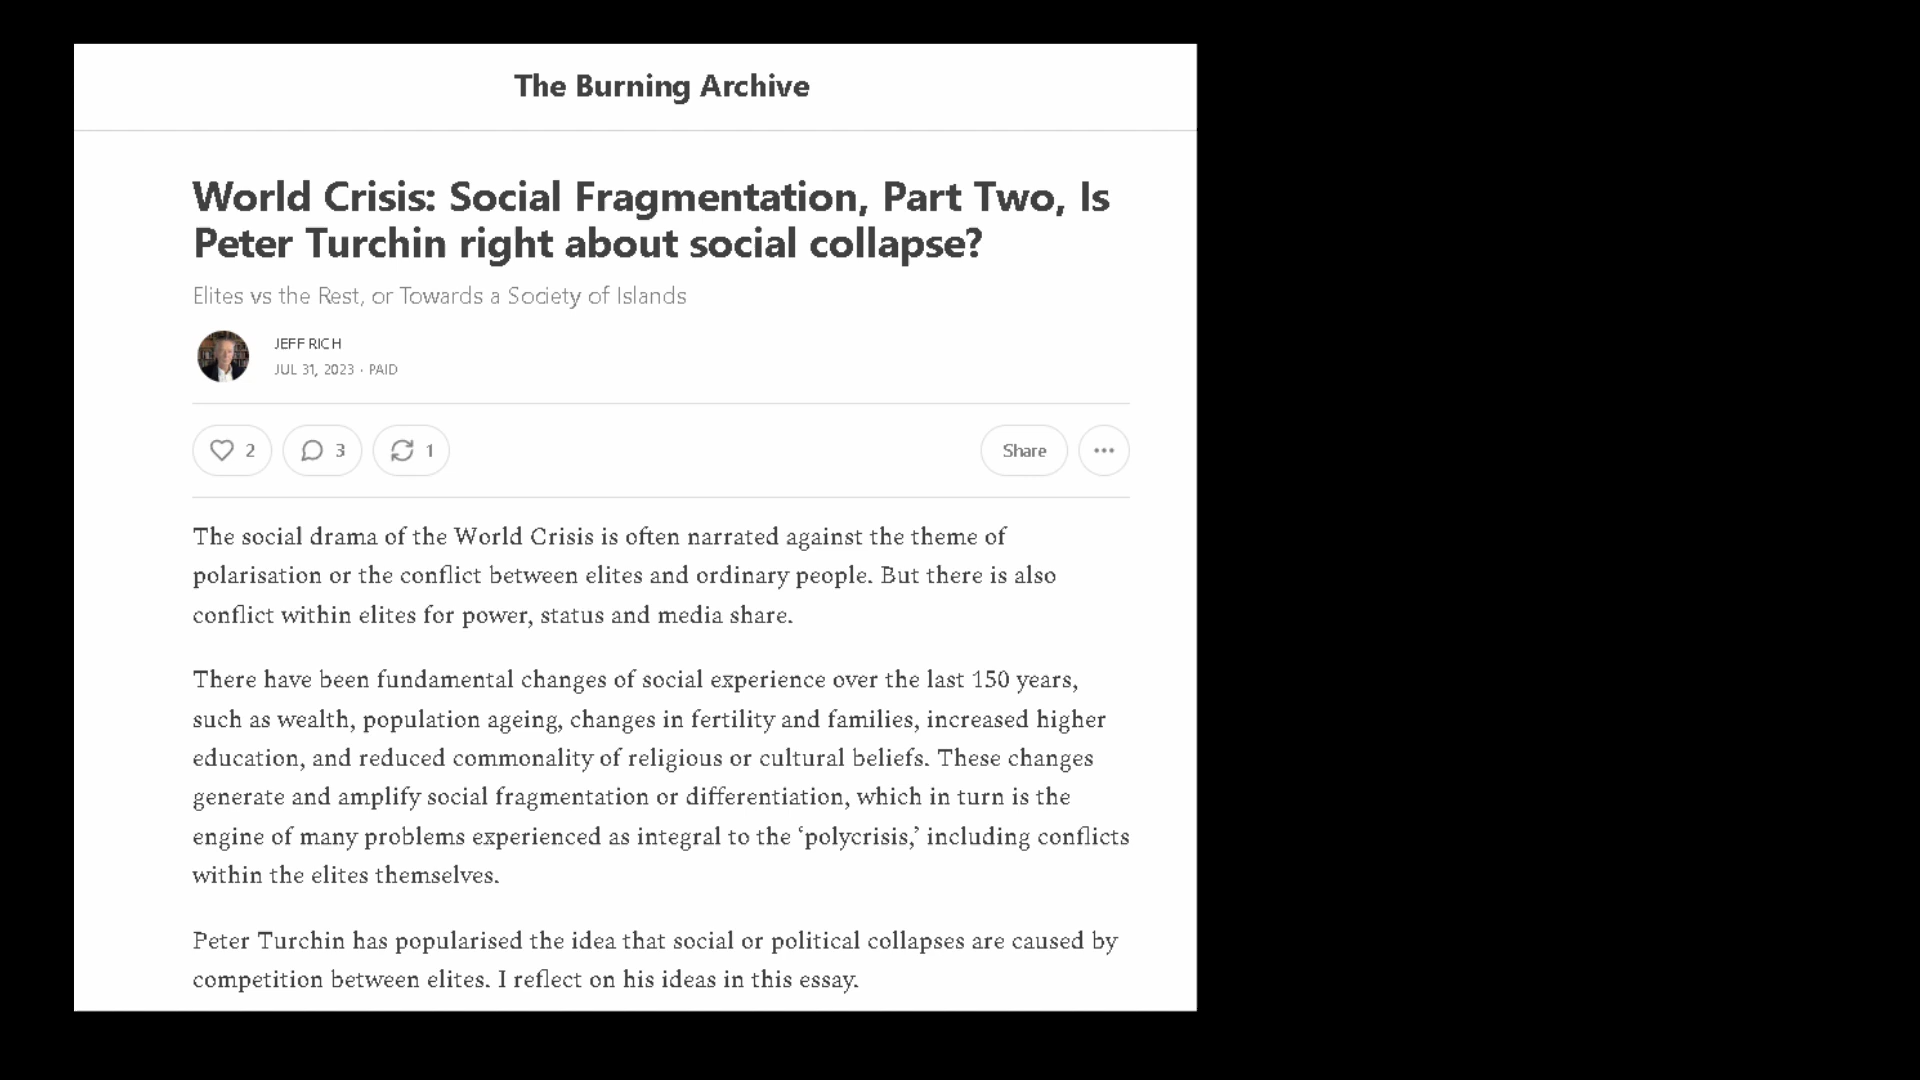 The Burning Archive
World Crisis: Social Fragmentation, Part Two, Is
Peter Turchin right about social collapse?
Elites vs the Rest, or Towards a Society of Islands
JEFF RICH
JUL 31, 2023 · PAID
2 3 1 Share
The social drama of the World Crisis is often narrated against the theme of
polarisation or the conflict between elites and ordinary people. But there is also
conflict within elites for power, status and media share.
There have been fundamental changes of social experience over the last 150 years,
such as wealth, population ageing, changes in fertility and families, increased higher
education, and reduced commonality of religious or cultural beliefs. These changes
generate and amplify social fragmentation or differentiation, which in turn is the
engine of many problems experienced as integral to the ‘polycrisis,’ including conflicts
within the elites themselves.
Peter Turchin has popularised the idea that social or political collapses are caused by
competition between elites. I reflect on his ideas in this essay.